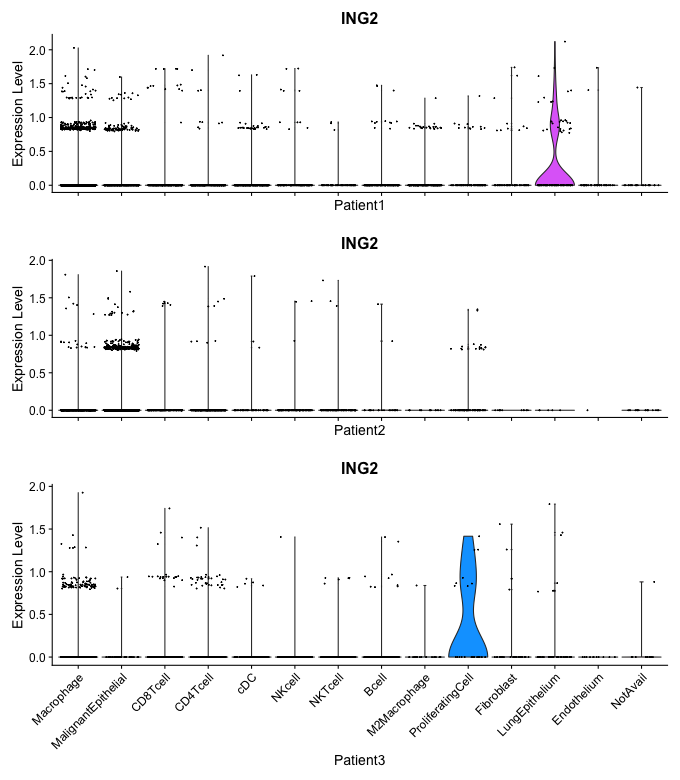 ING2
Expression Level
2.0
1.5
1.0
0.5
0.0
Patient1
ING2
Expression Level
2.0
1.5
1.0
0.5
0.0
Patient2
ING2
Expression Level
2.0
1.5
1.0
0.5
0.0
Macrophage
MalignantEpithelial
CD8Tcell
CD4Tcell
cDC
NKcell
NKTcell
Bcell
M2Macrophage
ProliferatingCell
Fibroblast
LungEpithelium
Endothelium
NotAvail
Patient3